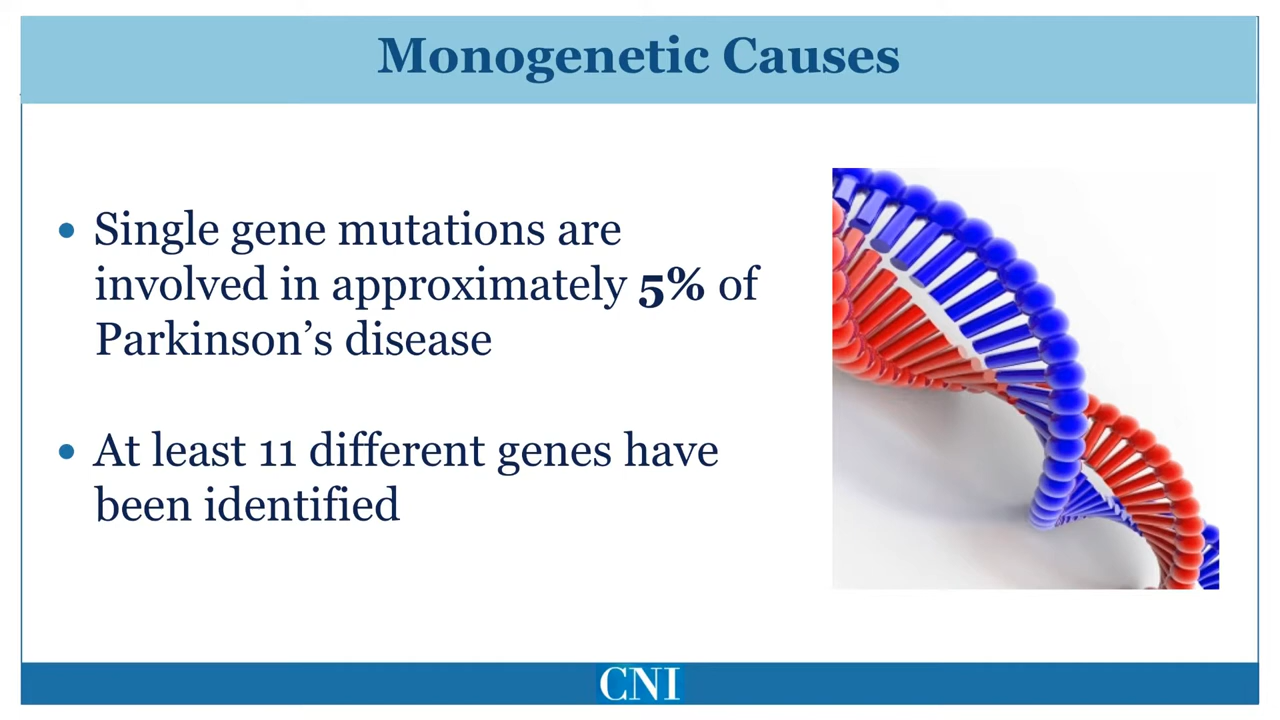 Monogenetic Causes
• Single gene mutations are
involved in approximately 5% of
Parkinson’s disease
• At least 11 different genes have
been identified
CNI